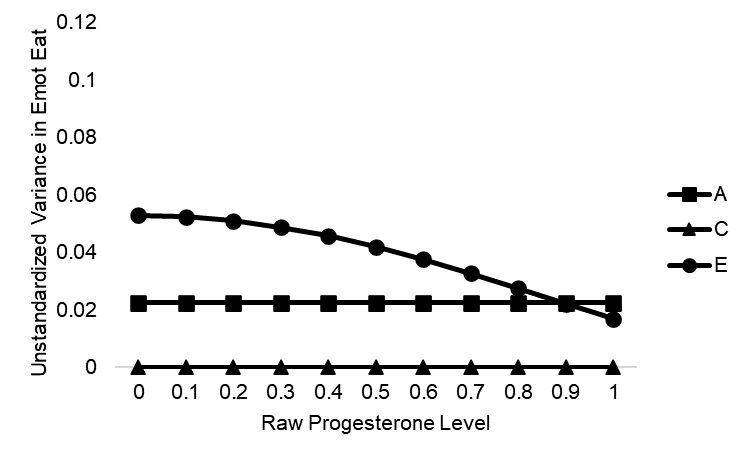 Unstandardized Variance in Emot Eat
0.12
0.1
0.08
0.06
0.04
0.02
0
0 0.1 0.2 0.3 0.4 0.5 0.6 0.7 0.8 0.9 1
Raw Progesterone Level
A
C
E